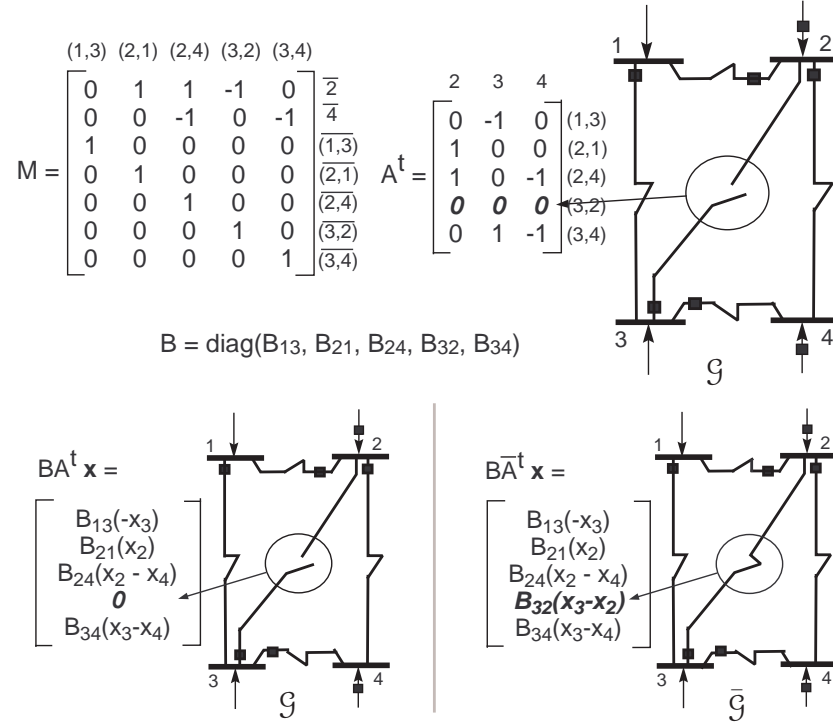 (1,3) (2,1) (2,4) (3,2) (3,4)
M =
0 1 1 -1 0 2̅
0 0 -1 0 -1 4̅
1 0 0 0 0 (1,3)̅
0 1 0 0 0 (2,1)̅
0 0 1 0 0 (2,4)̅
0 0 0 1 0 (3,2)̅
0 0 0 0 1 (3,4)̅
2 3 4
Aᵗ =
0 -1 0 (1,3)
1 0 0 (2,1)
1 0 -1 (2,4)
0 0 0 (3,2)
0 1 -1 (3,4)
1 2
3 4
𝒢
B = diag(B₁₃, B₂₁, B₂₄, B₃₂, B₃₄)
BAᵗ x =
B₁₃(-x₃)
B₂₁(x₂)
B₂₄(x₂ - x₄)
0
B₃₄(x₃-x₄)
1 2
3 4
𝒢
BA̅ᵗ x =
B₁₃(-x₃)
B₂₁(x₂)
B₂₄(x₂ - x₄)
B₃₂(x₃-x₂)
B₃₄(x₃-x₄)
1 2
3 4
𝒢̅